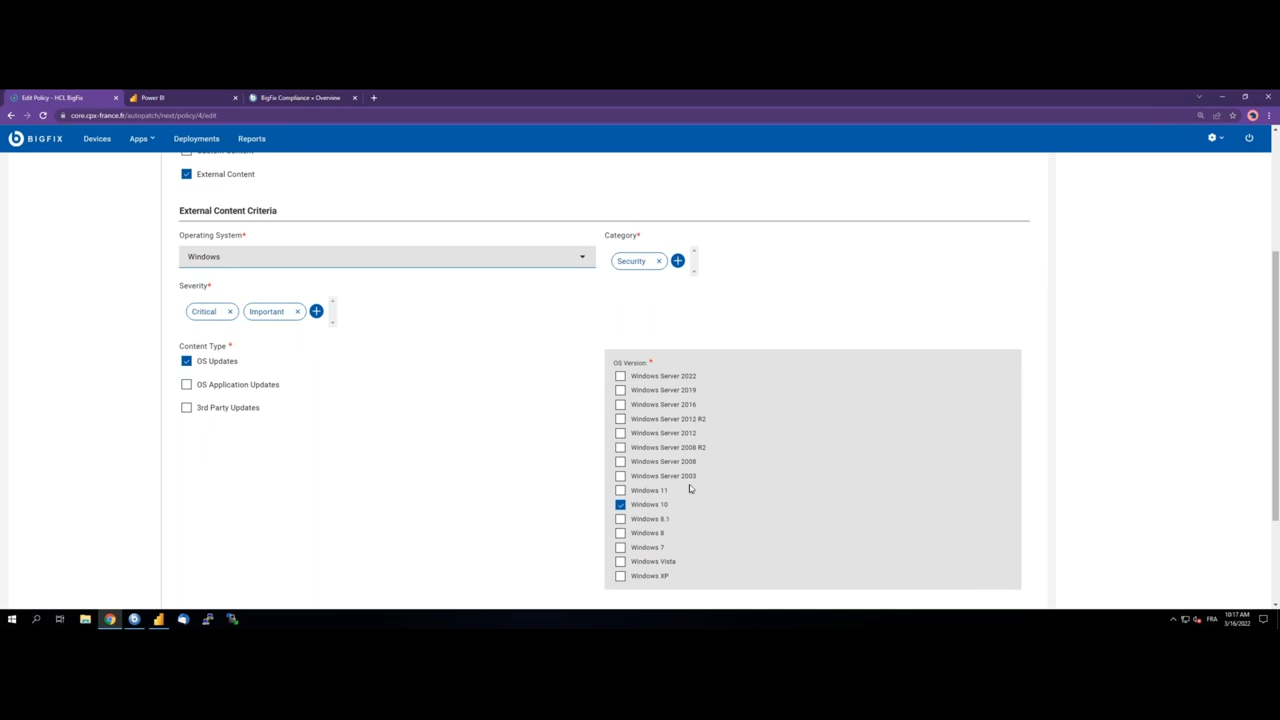 Edit Policy - HCL BigFix
Power BI
BigFix Compliance + Overview
core.cpx-france.fr/autopatch/next/policy/4/edit
BIGFIX
Devices
Apps
Deployments
Reports
Custom Content
External Content
External Content Criteria
Operating System*
Category*
Windows
Security
Severity*
Critical
Important
Content Type *
OS Updates
OS Application Updates
3rd Party Updates
OS Version: *
Windows Server 2022
Windows Server 2019
Windows Server 2016
Windows Server 2012 R2
Windows Server 2012
Windows Server 2008 R2
Windows Server 2008
Windows Server 2003
Windows 11
Windows 10
Windows 8.1
Windows 8
Windows 7
Windows Vista
Windows XP
FRA
10:17 AM
3/16/2022